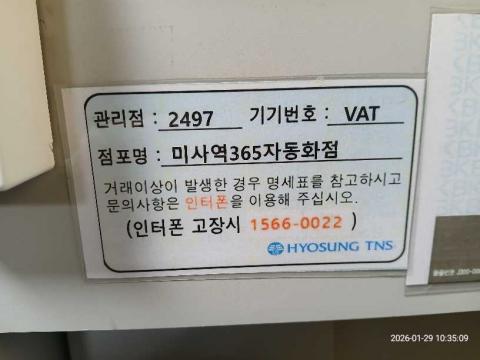 관리점 : 2497 기기번호 : VAT
점포명 : 미사역365자동화점
거래이상이 발생한 경우 명세표를 참고하시고
문의사항은 인터폰을 이용해 주십시오.
(인터폰 고장시 1566-0022 )
HYOSUNG TNS
2026-01-29 10:35:09